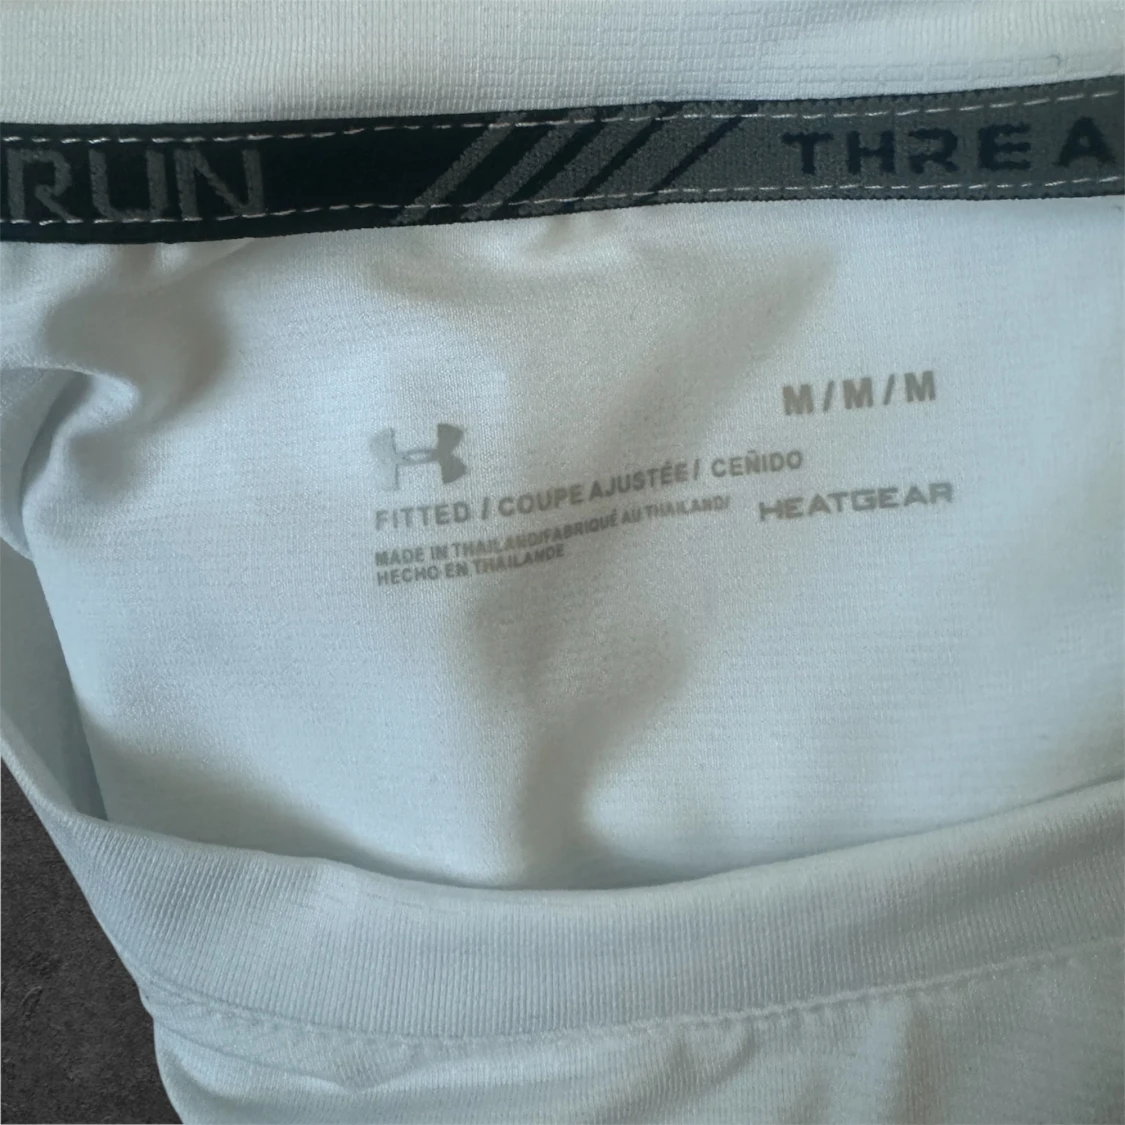 RUN THREA
M/M/M
FITTED / COUPE AJUSTÉE / CEÑIDO
MADE IN THAILAND/FABRIQUÉ AU THAILAND/ HEATGEAR
HECHO EN THAILANDE